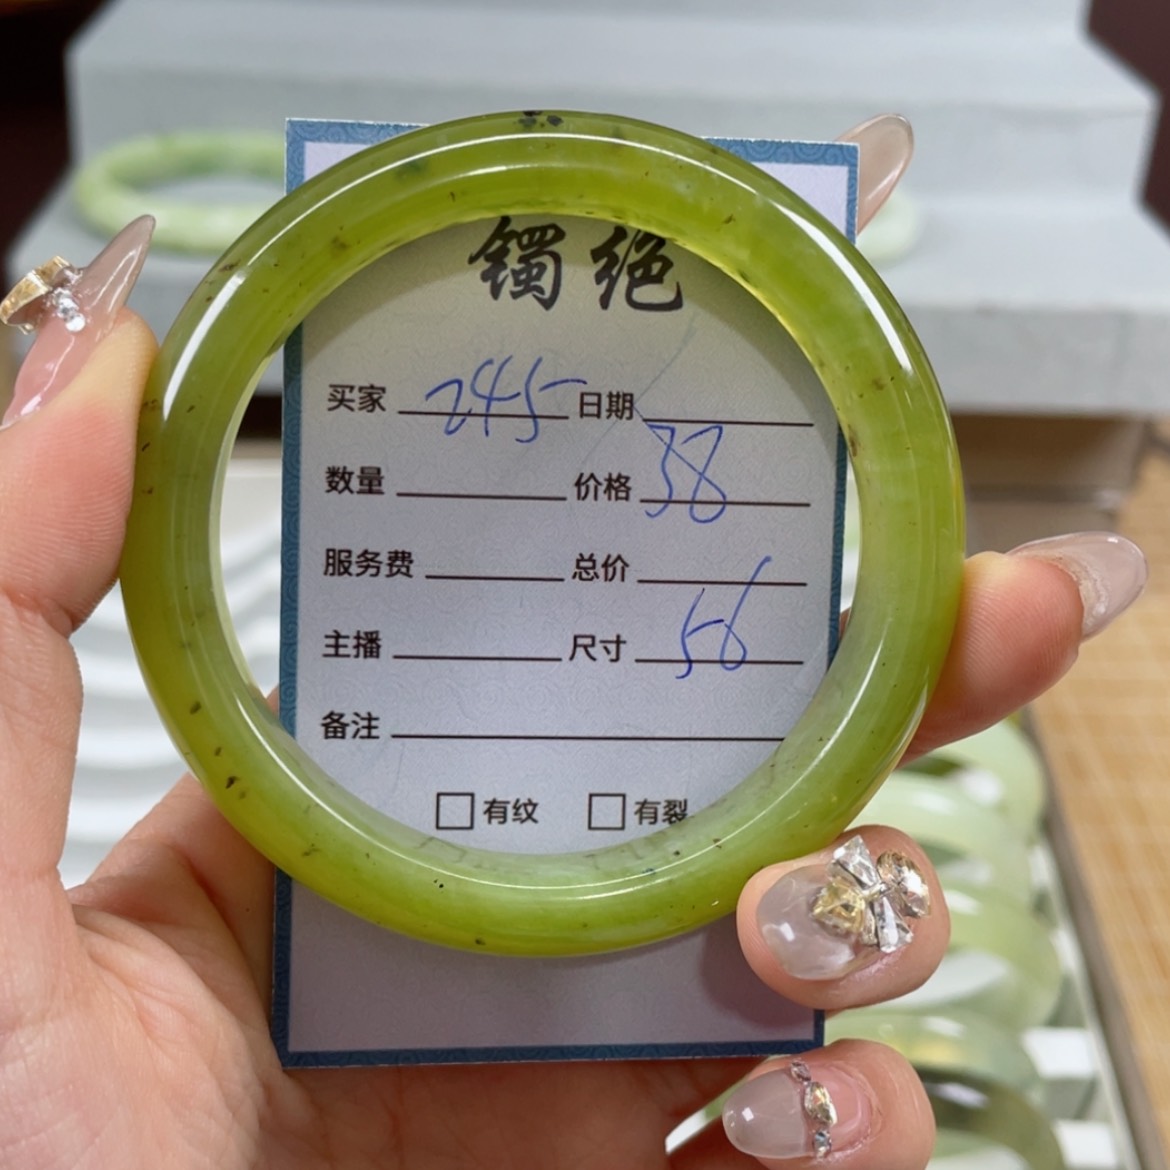 镯绝
买家 245 日期
数量 价格 38
服务费 总价
主播 尺寸 56
备注
□有纹 □有裂